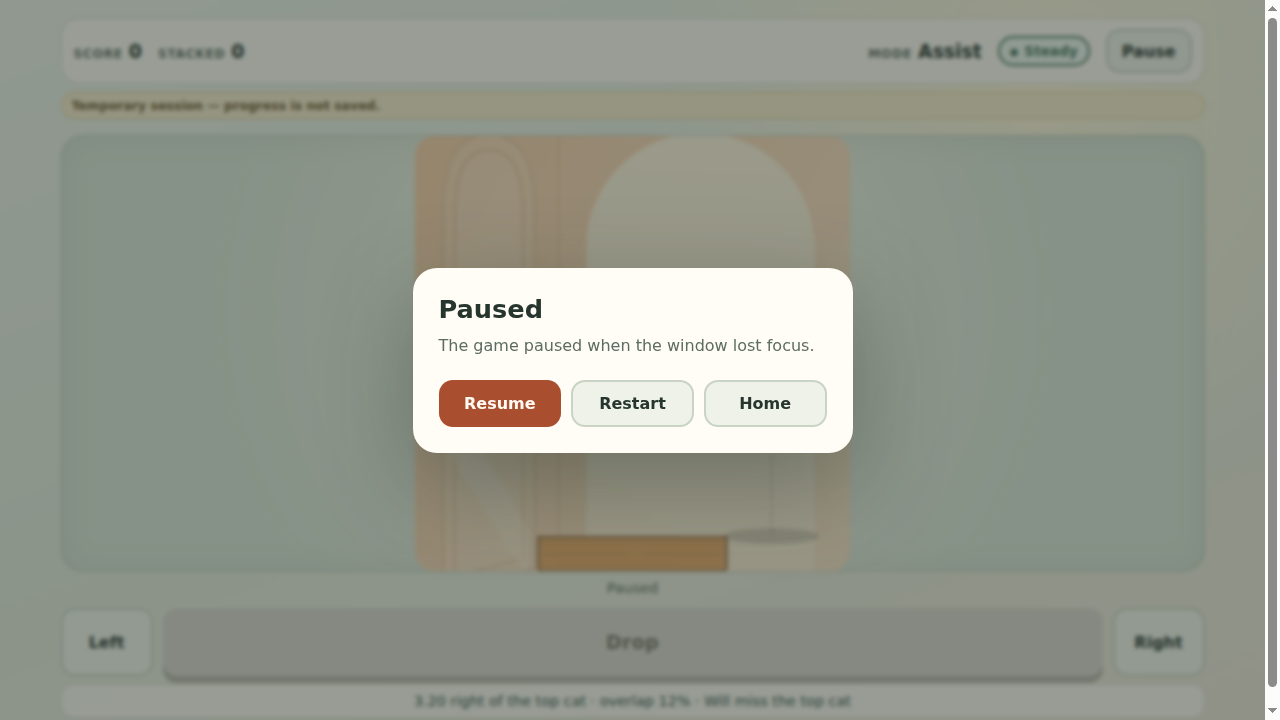 SCORE 0 STACKED 0 MODE Assist Steady Pause
Temporary session — progress is not saved.
Paused
The game paused when the window lost focus.
Resume Restart Home
Paused
Left Drop Right
3.20 right of the top cat · overlap 12% · Will miss the top cat